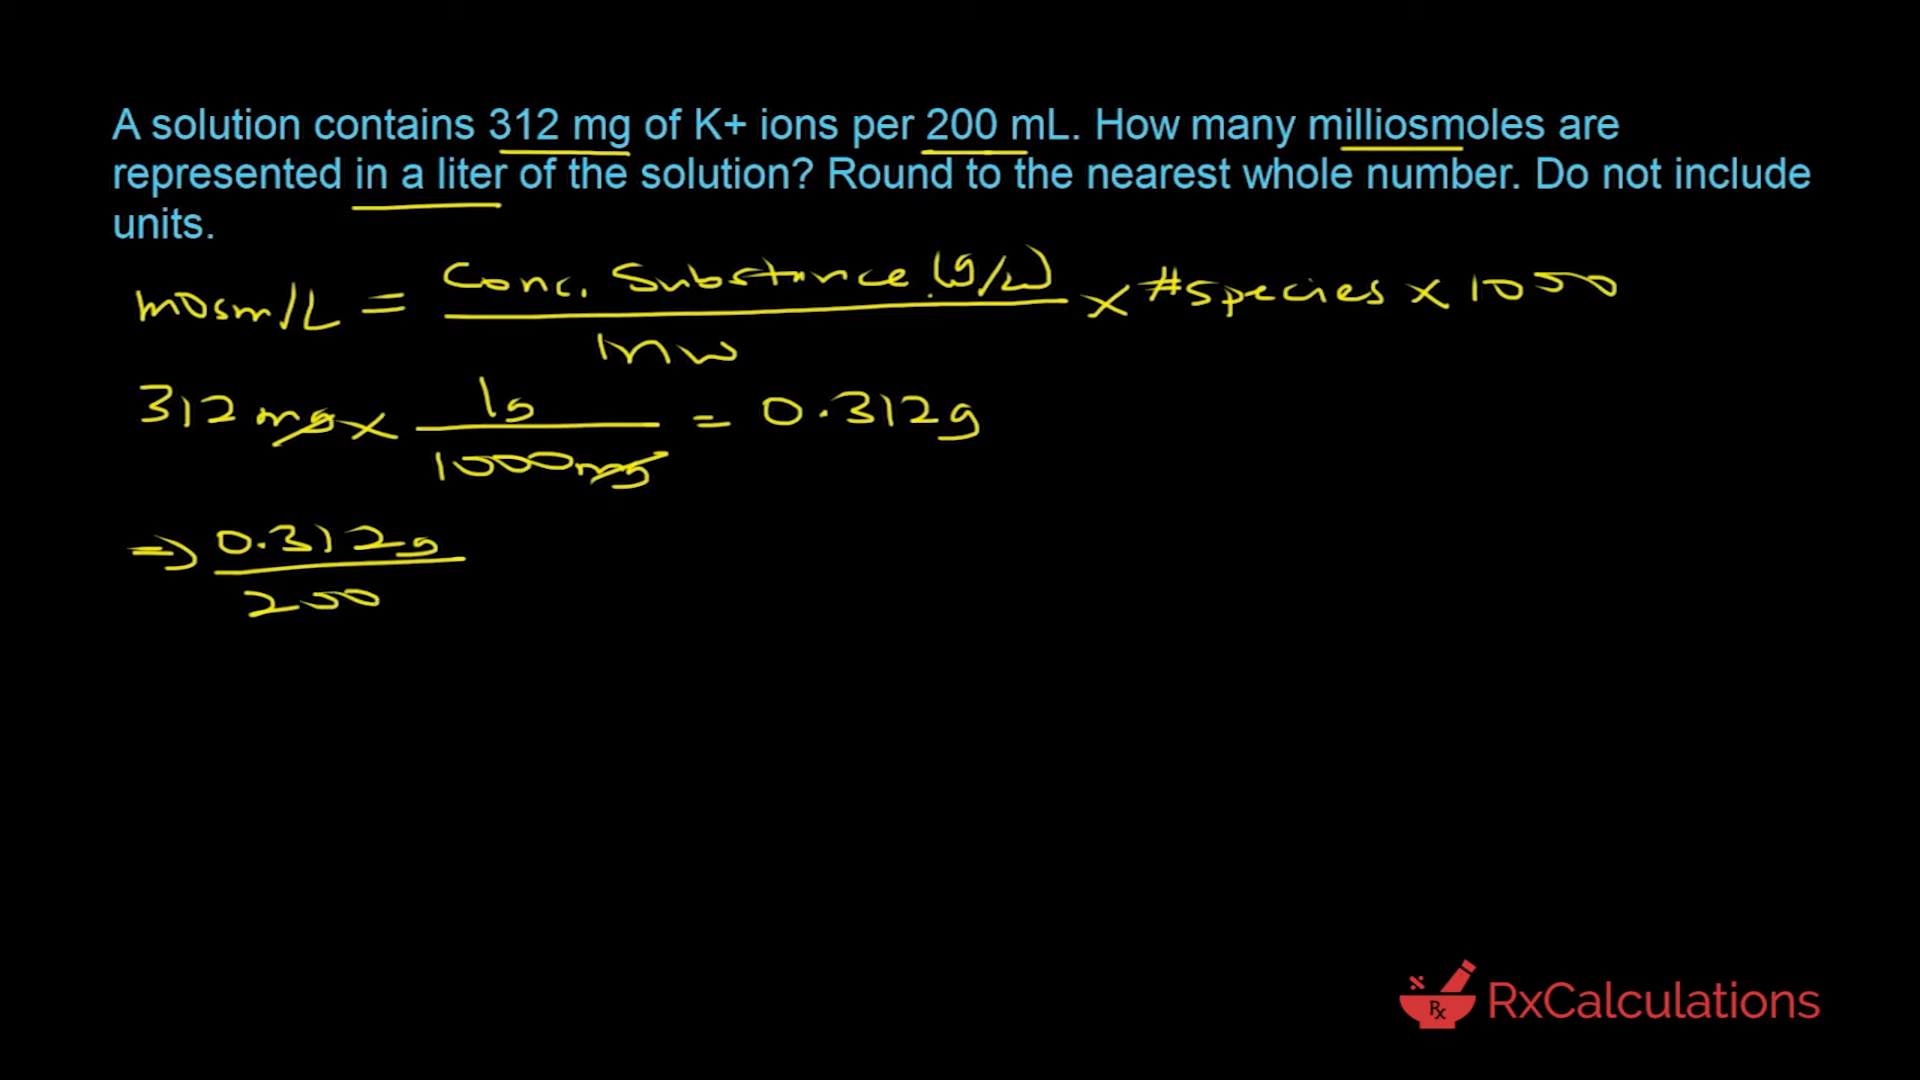 A solution contains 312 mg of K+ ions per 200 mL. How many milliosmoles are
represented in a liter of the solution? Round to the nearest whole number. Do not include
units.
mOsm/L = Conc. Substance (g/L) / mw × #species × 1000
312 mg × 1g / 1000mg = 0.312g
⇒ 0.312g / 200
Rx RxCalculations